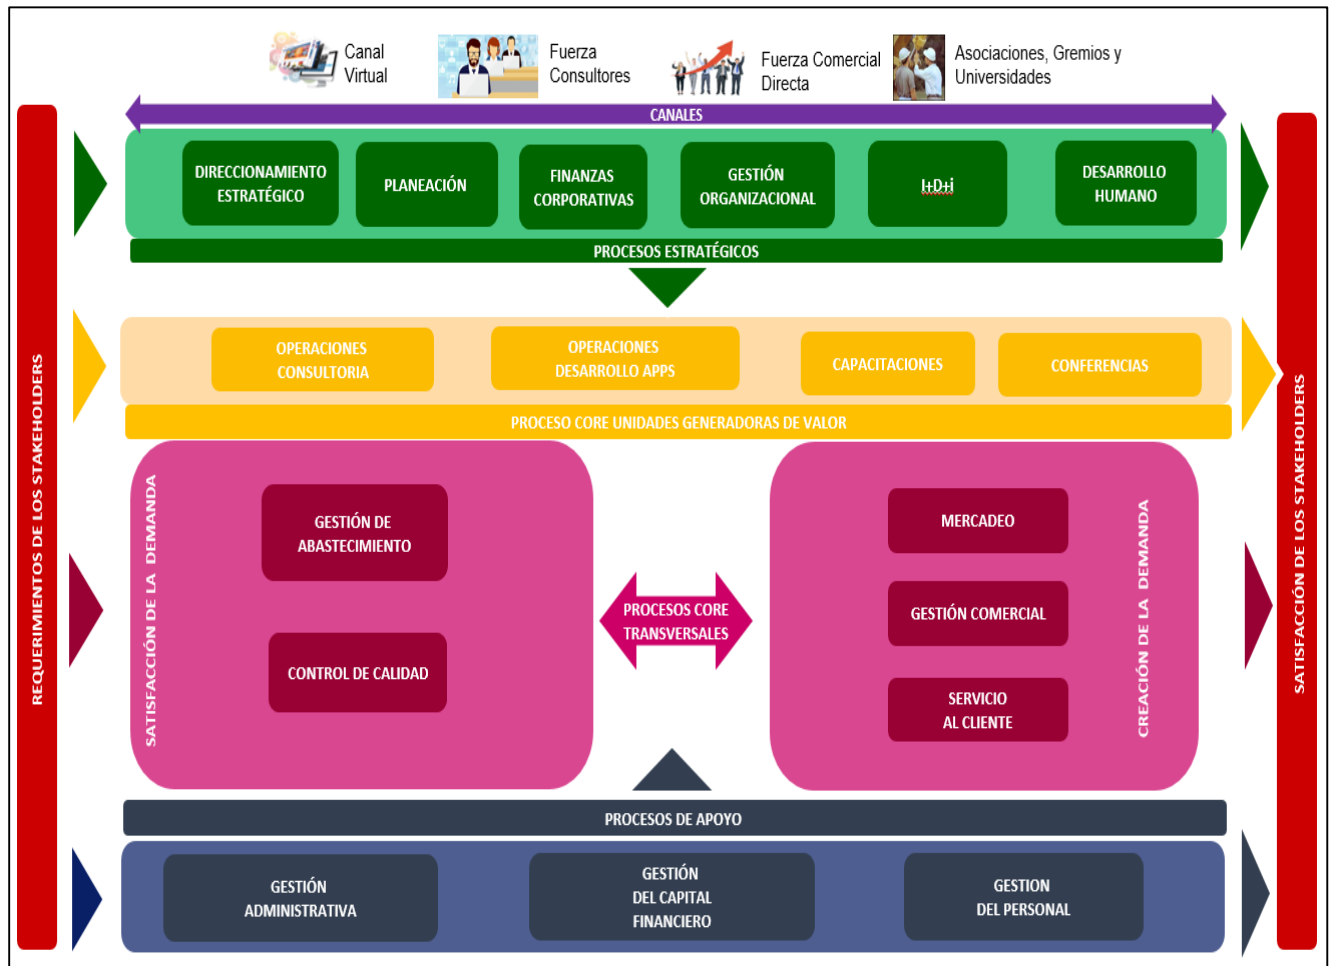 Canal
Virtual
Fuerza
Consultores
Fuerza Comercial
Directa
Asociaciones, Gremios y
Universidades
CANALES
DIRECCIONAMIENTO
ESTRATÉGICO
PLANEACIÓN
FINANZAS
CORPORATIVAS
GESTIÓN
ORGANIZACIONAL
I+D+i
DESARROLLO
HUMANO
PROCESOS ESTRATÉGICOS
REQUERIMIENTOS DE LOS STAKEHOLDERS
OPERACIONES
CONSULTORIA
OPERACIONES
DESARROLLO APPS
CAPACITACIONES
CONFERENCIAS
PROCESO CORE UNIDADES GENERADORAS DE VALOR
SATISFACCIÓN DE LA DEMANDA
GESTIÓN DE
ABASTECIMIENTO
CONTROL DE CALIDAD
PROCESOS CORE
TRANSVERSALES
MERCADEO
GESTIÓN COMERCIAL
SERVICIO
AL CLIENTE
CREACIÓN DE LA DEMANDA
SATISFACCIÓN DE LOS STAKEHOLDERS
PROCESOS DE APOYO
GESTIÓN
ADMINISTRATIVA
GESTIÓN
DEL CAPITAL
FINANCIERO
GESTION
DEL PERSONAL